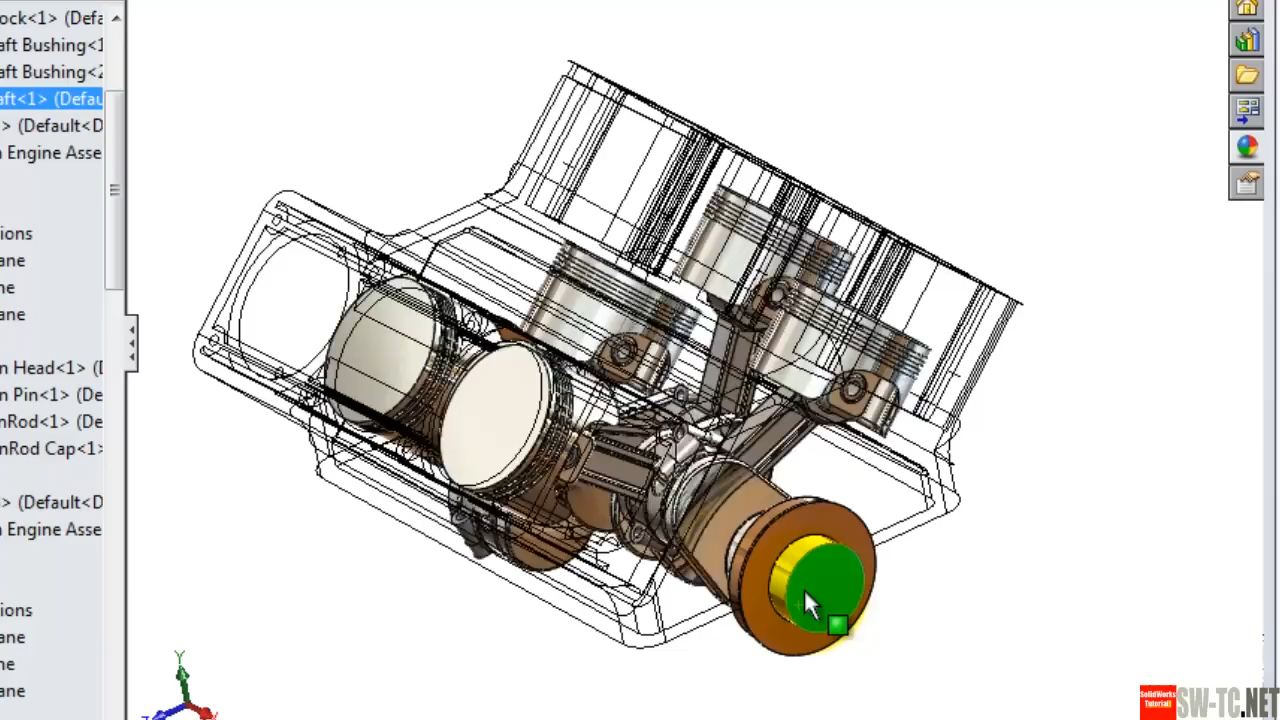 ock<1> (Defa
aft Bushing<1
aft Bushing<2
aft<1> (Defau
> (Default<D
n Engine Asse
ions
ane
ne
ane
n Head<1> (D
n Pin<1> (De
nRod<1> (De
nRod Cap<1>
> (Default<D
n Engine Asse
ions
ane
ne
ane
Y
Z
X
SolidWorks
Tutorial!
SW-TC.NET